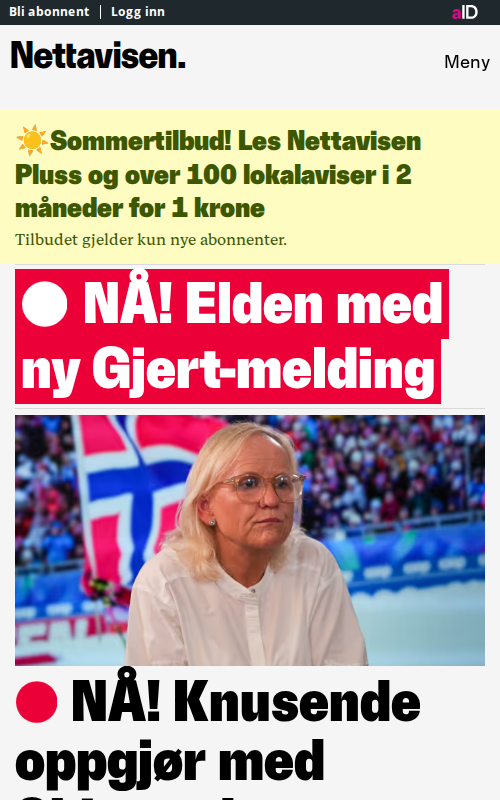 Bli abonnent | Logg inn
aID
Nettavisen.
Meny
☀️Sommertilbud! Les Nettavisen
Pluss og over 100 lokalaviser i 2
måneder for 1 krone
Tilbudet gjelder kun nye abonnenter.
NÅ! Elden med
ny Gjert-melding
NÅ! Knusende
oppgjør med